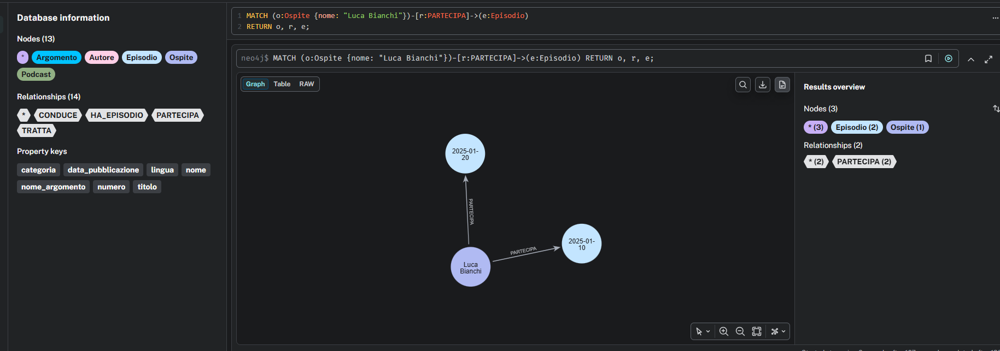 Database information
Nodes (13)
* Argomento Autore Episodio Ospite
Podcast
Relationships (14)
* CONDUCE HA_EPISODIO PARTECIPA
TRATTA
Property keys
categoria data_pubblicazione lingua nome
nome_argomento numero titolo
1 MATCH (o:Ospite {nome: "Luca Bianchi"})-[r:PARTECIPA]->(e:Episodio)
2 RETURN o, r, e;
neo4j$ MATCH (o:Ospite {nome: "Luca Bianchi"})-[r:PARTECIPA]->(e:Episodio) RETURN o, r, e;
Graph Table RAW
2025-01-
20
PARTECIPA
PARTECIPA
2025-01-
10
Luca
Bianchi
Results overview
Nodes (3)
* (3) Episodio (2) Ospite (1)
Relationships (2)
* (2) PARTECIPA (2)